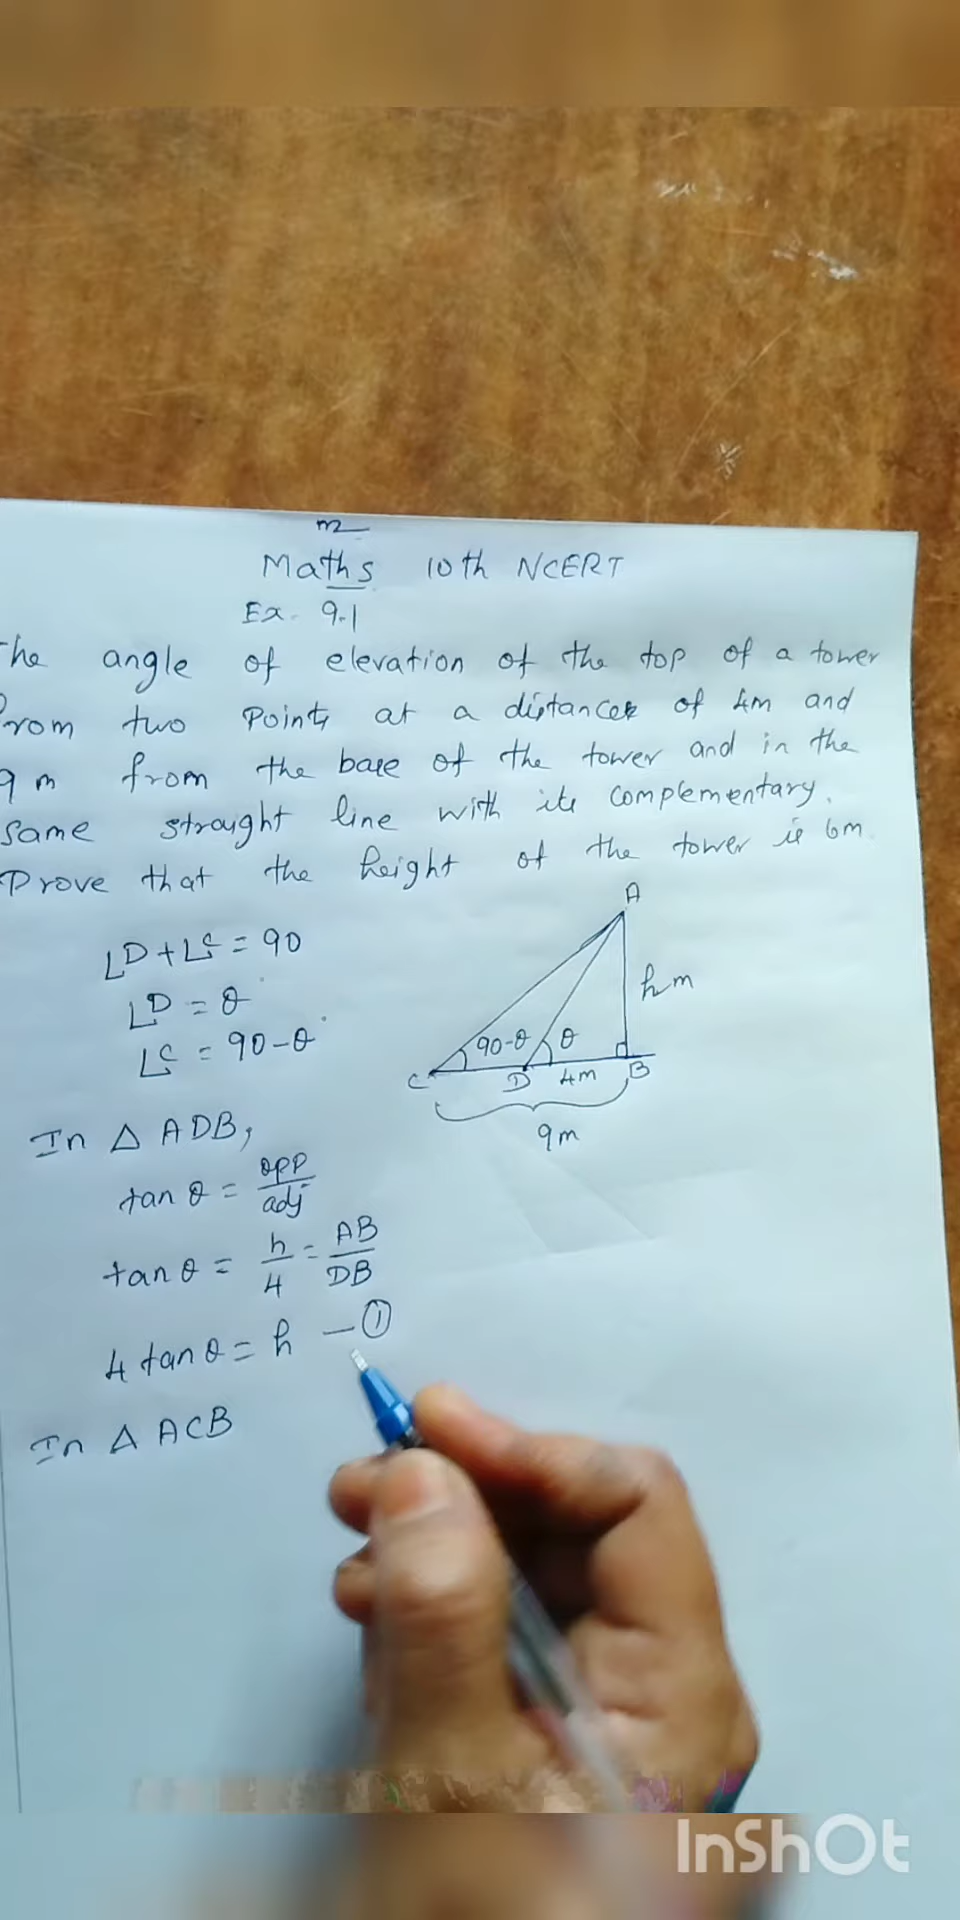 m
Maths 10th NCERT
Ex. 9.1
The angle of elevation of the top of a tower
from two points at a distance of 4m and
9 m from the base of the tower and in the
same straight line with its complementary.
Prove that the height of the tower is 6m.
∠D + ∠C = 90
∠D = θ
∠C = 90-θ
A
h m
90-θ
θ
C
D
4m
B
9m
In △ ADB,
tan θ = opp/adj
tan θ = h/4 = AB/DB
4 tan θ = h — ①
In △ ACB
InShOt